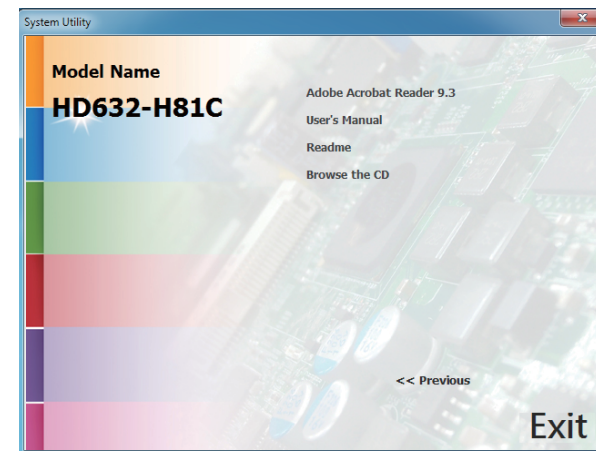 System Utility
Model Name
HD632-H81C
Adobe Acrobat Reader 9.3
User's Manual
Readme
Browse the CD
<< Previous
Exit